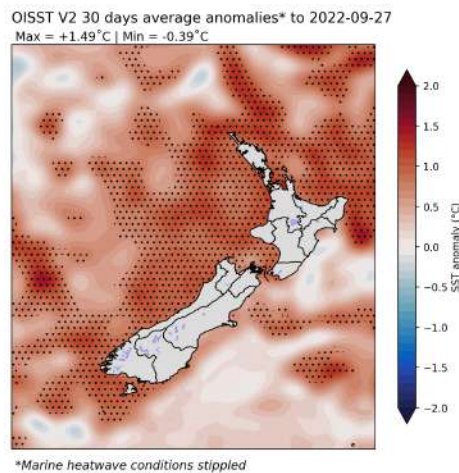 OISST V2 30 days average anomalies* to 2022-09-27
Max = +1.49˚C | Min = -0.39˚C
2.0
1.5
1.0
0.5
0.0
−0.5
−1.0
−1.5
−2.0
SST anomaly (°C)
*Marine heatwave conditions stippled